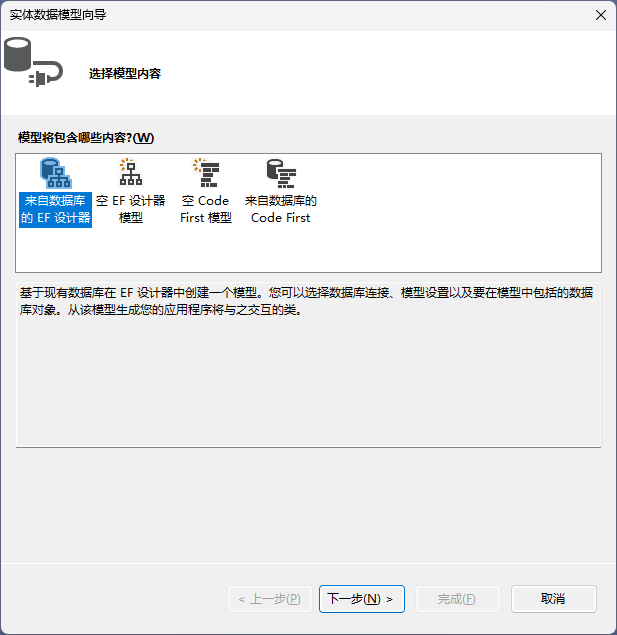 实体数据模型向导
选择模型内容
模型将包含哪些内容?(W)
来自数据库
的 EF 设计器
空 EF 设计器
模型
空 Code
First 模型
来自数据库的
Code First
基于现有数据库在 EF 设计器中创建一个模型。您可以选择数据库连接、模型设置以及要在模型中包括的数据
库对象。从该模型生成您的应用程序将与之交互的类。
< 上一步(P)
下一步(N) >
完成(F)
取消